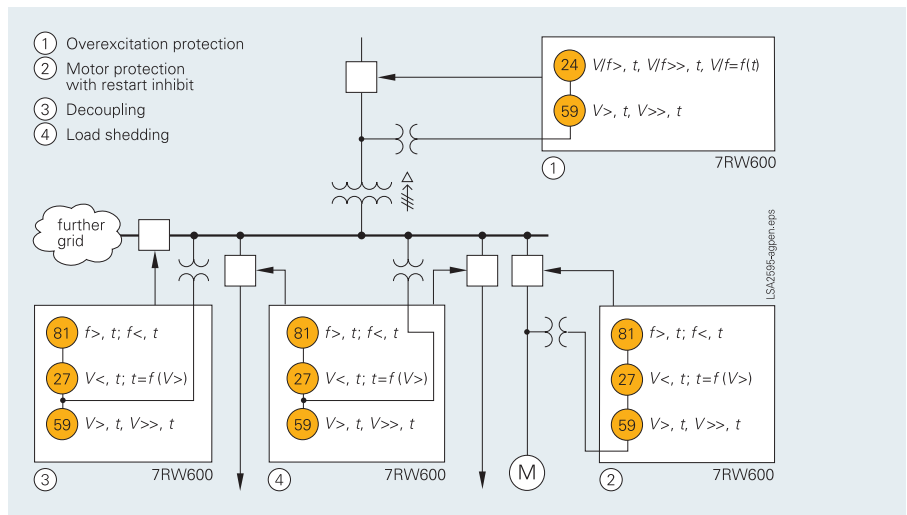 1 Overexcitation protection
2 Motor protection
with restart inhibit
3 Decoupling
4 Load shedding
24 V/f>, t, V/f>>, t, V/f=f(t)
59 V>, t, V>>, t
1 7RW600
further
grid
LSA2595-agpen.eps
81 f>, t; f<, t
27 V<, t; t=f (V>)
59 V>, t, V>>, t
3 7RW600
81 f>, t; f<, t
27 V<, t; t=f (V>)
59 V>, t, V>>, t
4 7RW600
M
81 f>, t; f<, t
27 V<, t; t=f (V>)
59 V>, t, V>>, t
2 7RW600